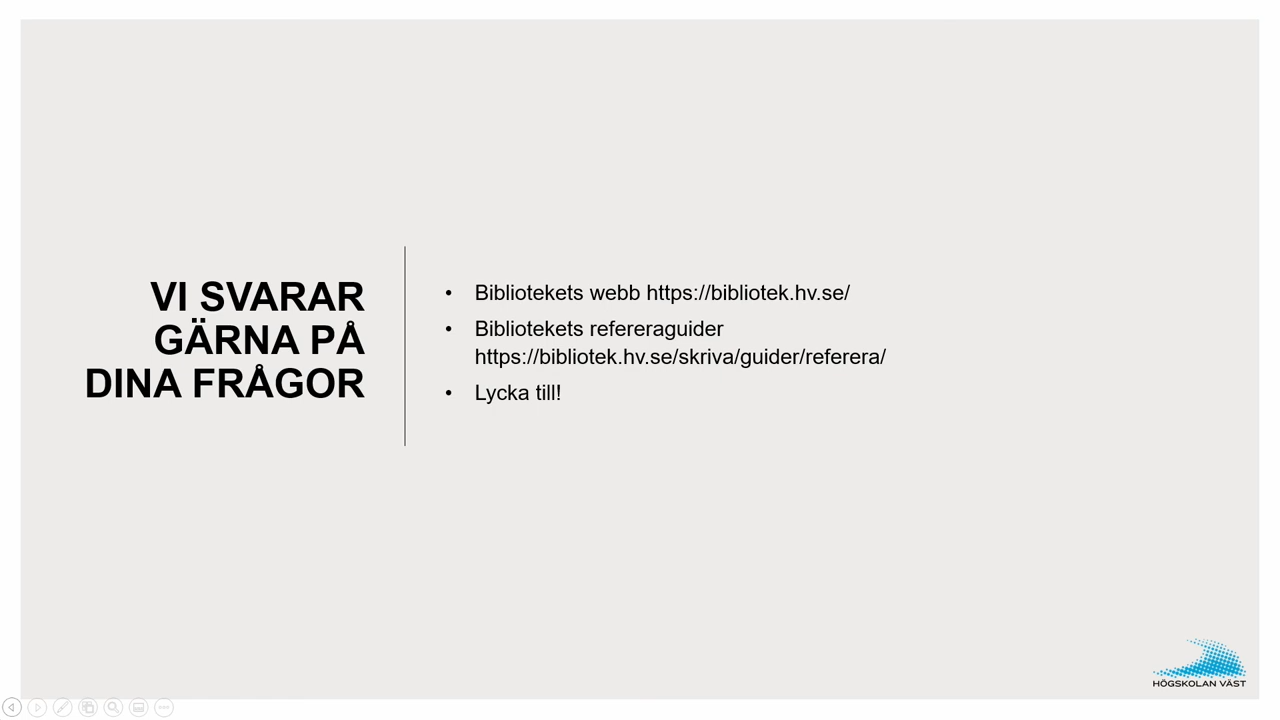 VI SVARAR
GÄRNA PÅ
DINA FRÅGOR
• Bibliotekets webb https://bibliotek.hv.se/
• Bibliotekets refereraguider
https://bibliotek.hv.se/skriva/guider/referera/
• Lycka till!
HÖGSKOLAN VÄST